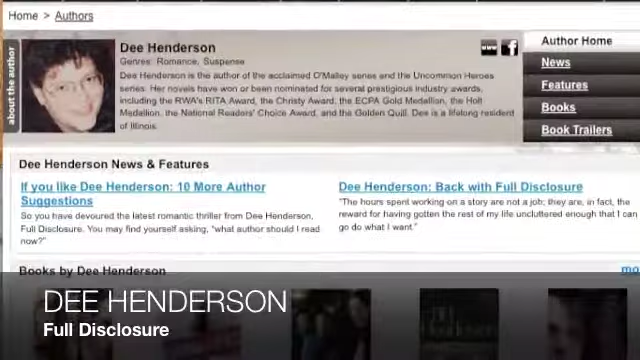 Home > Authors
about the author
Dee Henderson
Genres: Romance, Suspense
Dee Henderson is the author of the acclaimed O'Malley series and the Uncommon Heroes
series. Her novels have won or been nominated for several prestigious industry awards,
including the RWA's RITA Award, the Christy Award, the ECPA Gold Medallion, the Holt
Medallion, the National Readers' Choice Award, and the Golden Quill. Dee is a lifelong resident
of Illinois.
www f
Author Home
News
Features
Books
Book Trailers
Dee Henderson News & Features
If you like Dee Henderson: 10 More Author
Suggestions
So you have devoured the latest romantic thriller from Dee Henderson,
Full Disclosure. You may find yourself asking, "what author should I read
now?"
Dee Henderson: Back with Full Disclosure
"The hours spent working on a story are not a job; they are, in fact, the
reward for having gotten the rest of my life uncluttered enough that I can
go do what I want."
Books by Dee Henderson
mo
DEE HENDERSON
Full Disclosure